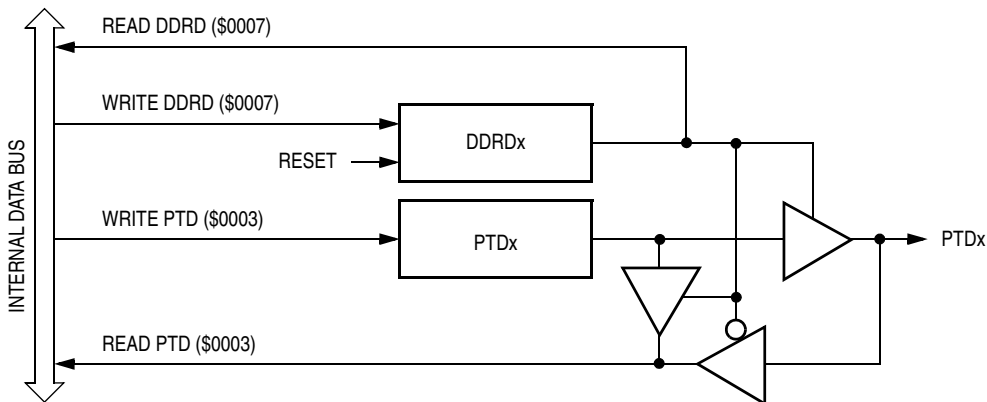 READ DDRD ($0007)
WRITE DDRD ($0007)
DDRDx
RESET
WRITE PTD ($0003)
PTDx
PTDx
READ PTD ($0003)
INTERNAL DATA BUS